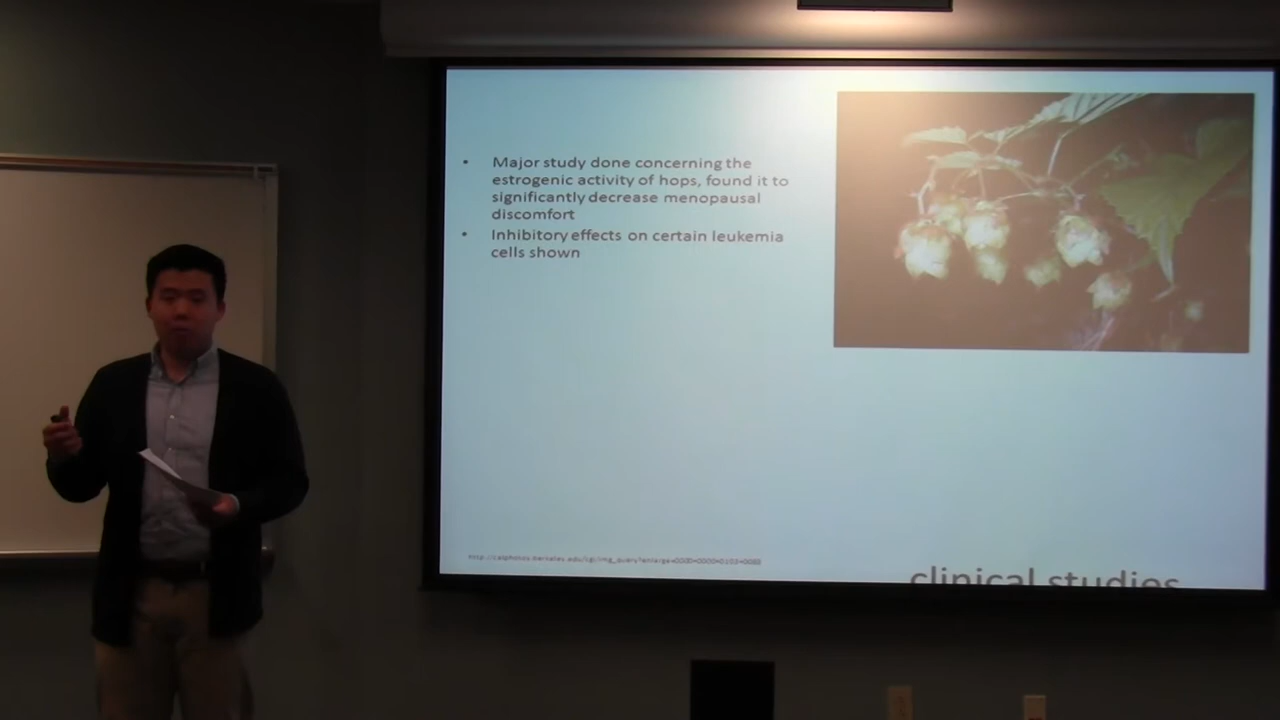 • Major study done concerning the
estrogenic activity of hops, found it to
significantly decrease menopausal
discomfort
• Inhibitory effects on certain leukemia
cells shown
clinical studies